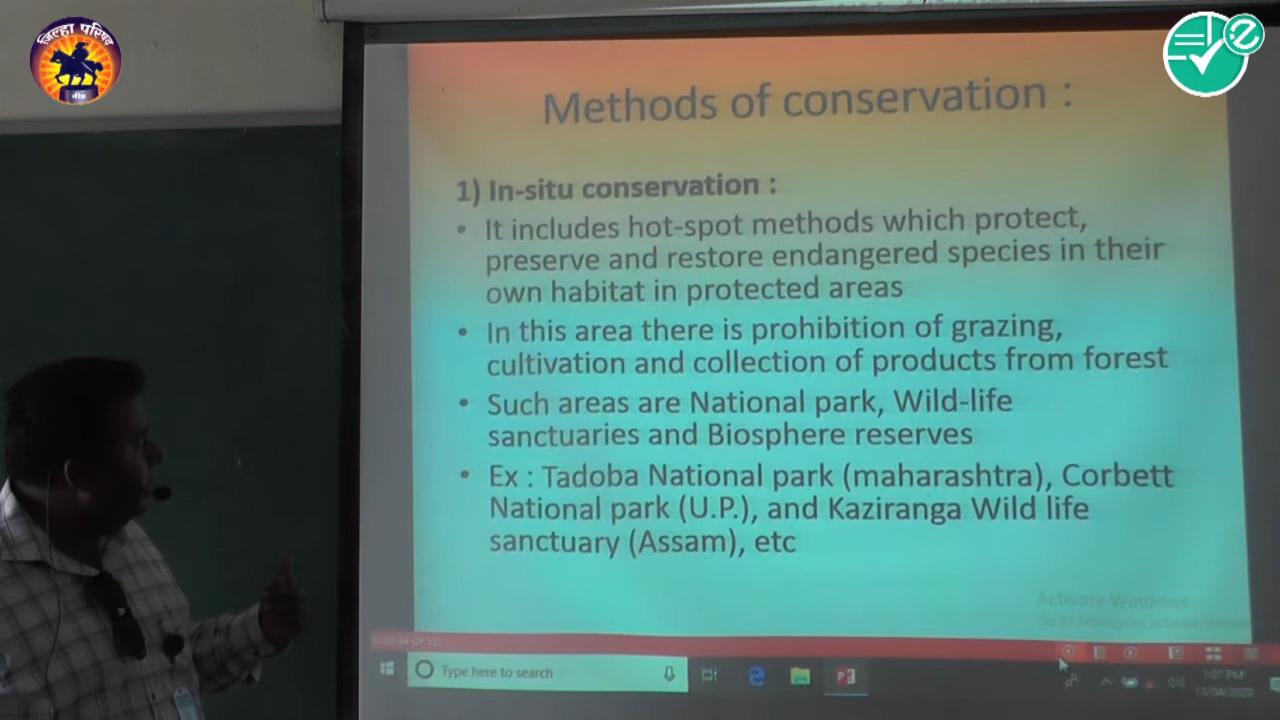 जिल्हा परिषद
बीड
Methods of conservation :
1) In-situ conservation :
• It includes hot-spot methods which protect,
preserve and restore endangered species in their
own habitat in protected areas
• In this area there is prohibition of grazing,
cultivation and collection of products from forest
• Such areas are National park, Wild-life
sanctuaries and Biosphere reserves
• Ex : Tadoba National park (maharashtra), Corbett
National park (U.P.), and Kaziranga Wild life
sanctuary (Assam), etc
Activate Windows
Type here to search
1:07 PM